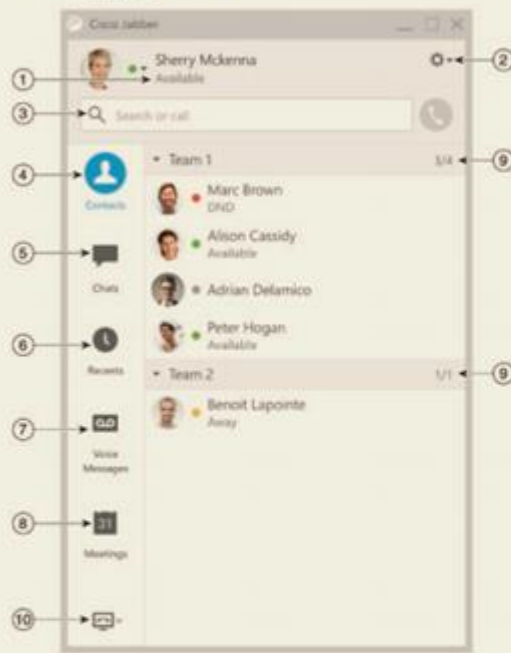 Cisco Jabber
Sherry Mckenna
Available
Search or call
Contacts
Chats
Recents
Voice
Messages
31
Meetings
Team 1
3/4
Marc Brown
DND
Alison Cassidy
Available
Adrian Delamico
Peter Hogan
Available
Team 2
1/1
Benoit Lapointe
Away
1
2
3
4
5
6
7
8
9
9
10